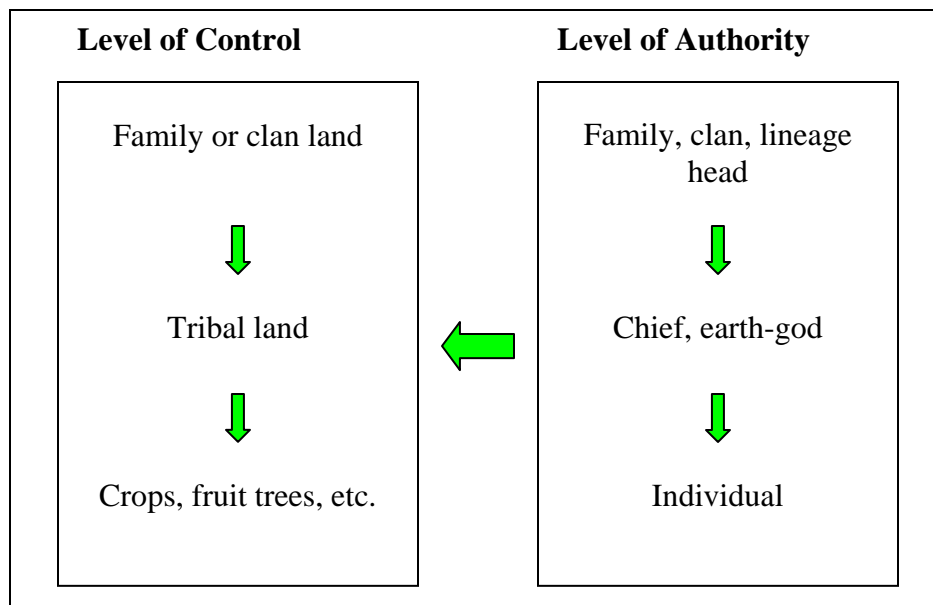 Level of Control
Family or clan land
Tribal land
Crops, fruit trees, etc.
Level of Authority
Family, clan, lineage
head
Chief, earth-god
Individual